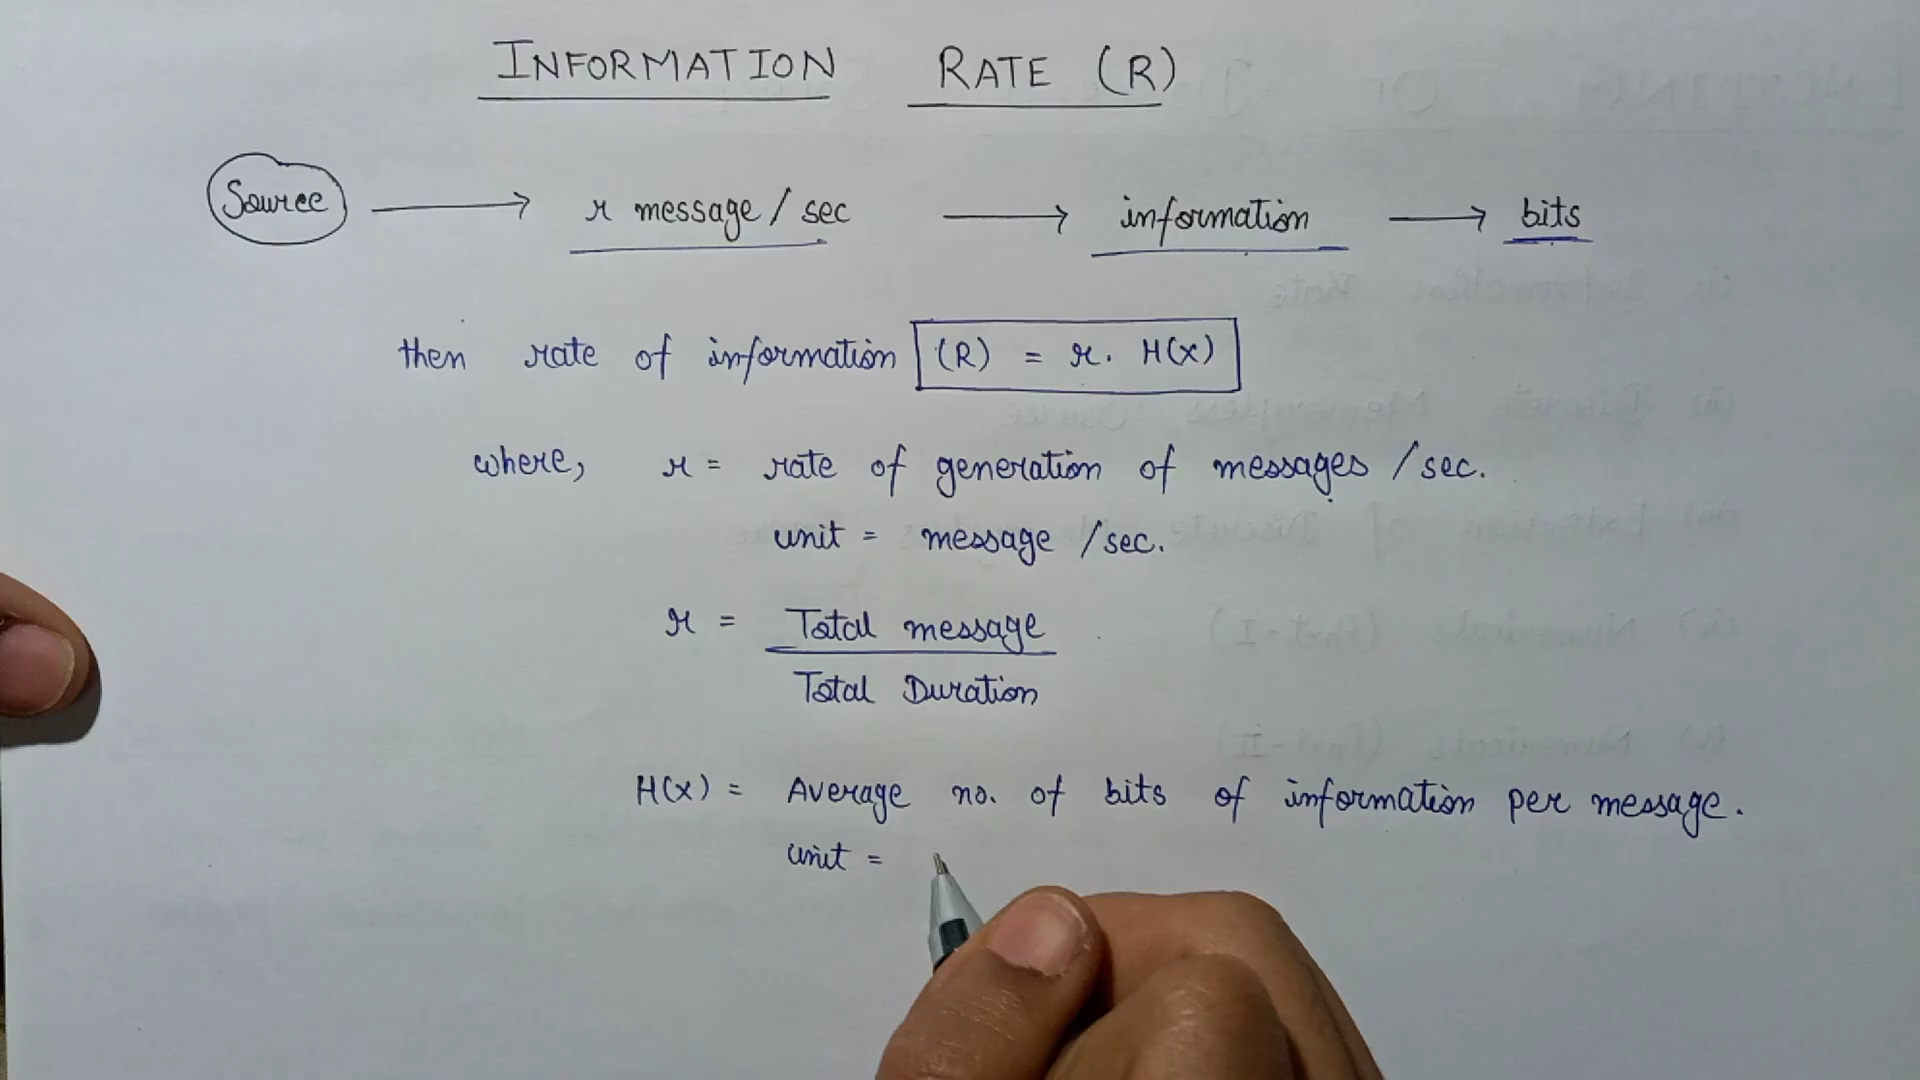 INFORMATION RATE (R)
Source → r message / sec → information → bits
then rate of information (R) = r. H(X)
where, r = rate of generation of messages /sec.
unit = message /sec.
r = Total message
Total Duration
H(X) = Average no. of bits of information per message.
unit =